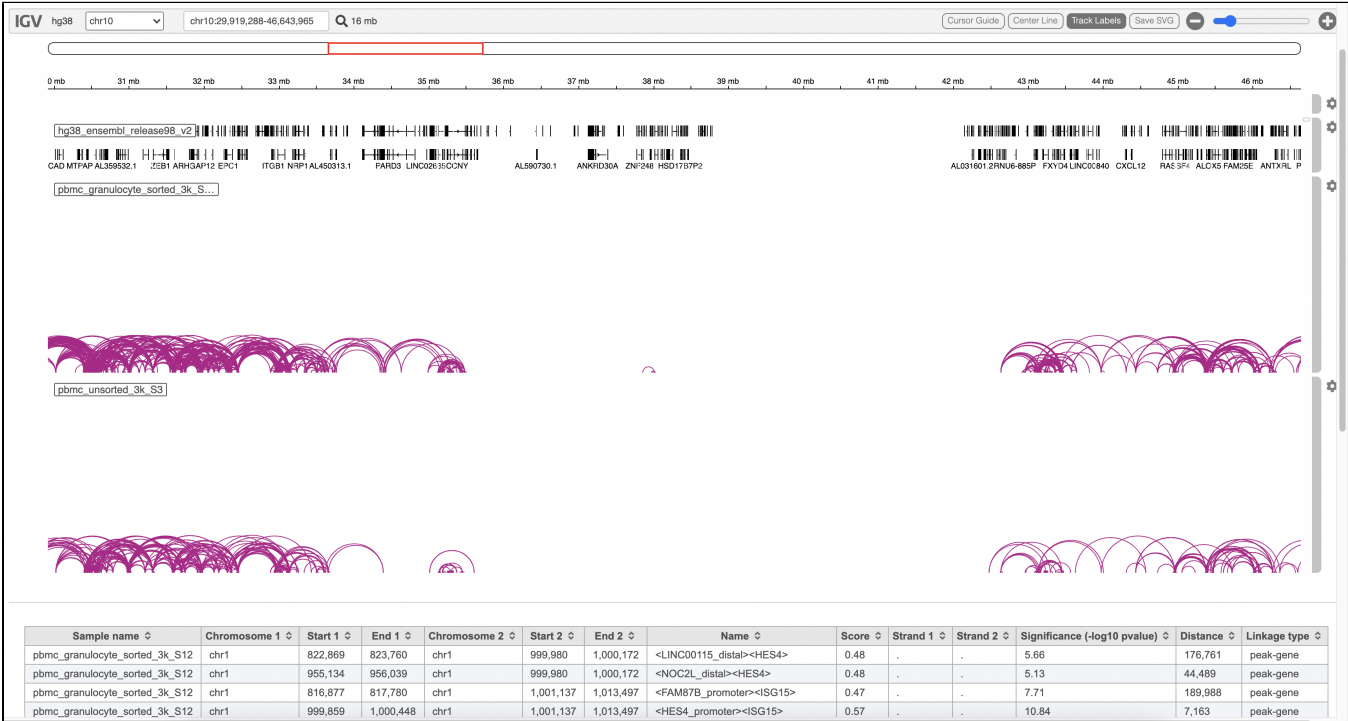 IGV hg38 chr10 chr10:29,919,288-46,643,965 16 mb Cursor Guide Center Line Track Labels Save SVG
0 mb 31 mb 32 mb 33 mb 34 mb 35 mb 36 mb 37 mb 38 mb 39 mb 40 mb 41 mb 42 mb 43 mb 44 mb 45 mb 46 mb
hg38_ensembl_release98_v2
CAD MTPAP AL359532.1 ZEB1 ARHGAP12 EPC1 ITGB1 NRP1 AL450313.1 PARD3 LINC02635 CCNY AL590730.1 ANKRD30A ZNF248 HSD17B7P2 AL031601.2 RNU6-885P FXYD4 LINC00840 CXCL12 RASSF4 ALOX5 FAM25E ANTXRL P
pbmc_granulocyte_sorted_3k_S...
pbmc_unsorted_3k_S3
Sample name Chromosome 1 Start 1 End 1 Chromosome 2 Start 2 End 2 Name Score Strand 1 Strand 2 Significance (-log10 pvalue) Distance Linkage type
pbmc_granulocyte_sorted_3k_S12 chr1 822,869 823,760 chr1 999,980 1,000,172 <LINC00115_distal><HES4> 0.48 . . 5.66 176,761 peak-gene
pbmc_granulocyte_sorted_3k_S12 chr1 955,134 956,039 chr1 999,980 1,000,172 <NOC2L_distal><HES4> 0.48 . . 5.13 44,489 peak-gene
pbmc_granulocyte_sorted_3k_S12 chr1 816,877 817,780 chr1 1,001,137 1,013,497 <FAM87B_promoter><ISG15> 0.47 . . 7.71 189,988 peak-gene
pbmc_granulocyte_sorted_3k_S12 chr1 999,859 1,000,448 chr1 1,001,137 1,013,497 <HES4_promoter><ISG15> 0.57 . . 10.84 7,163 peak-gene